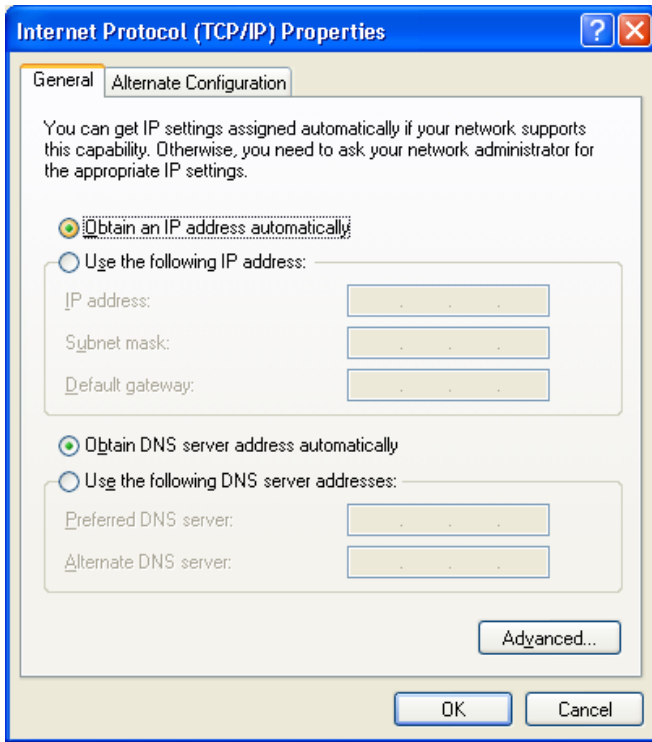 Internet Protocol (TCP/IP) Properties
General Alternate Configuration
You can get IP settings assigned automatically if your network supports
this capability. Otherwise, you need to ask your network administrator for
the appropriate IP settings.
Obtain an IP address automatically
Use the following IP address:
IP address:
Subnet mask:
Default gateway:
Obtain DNS server address automatically
Use the following DNS server addresses:
Preferred DNS server:
Alternate DNS server:
Advanced...
OK Cancel